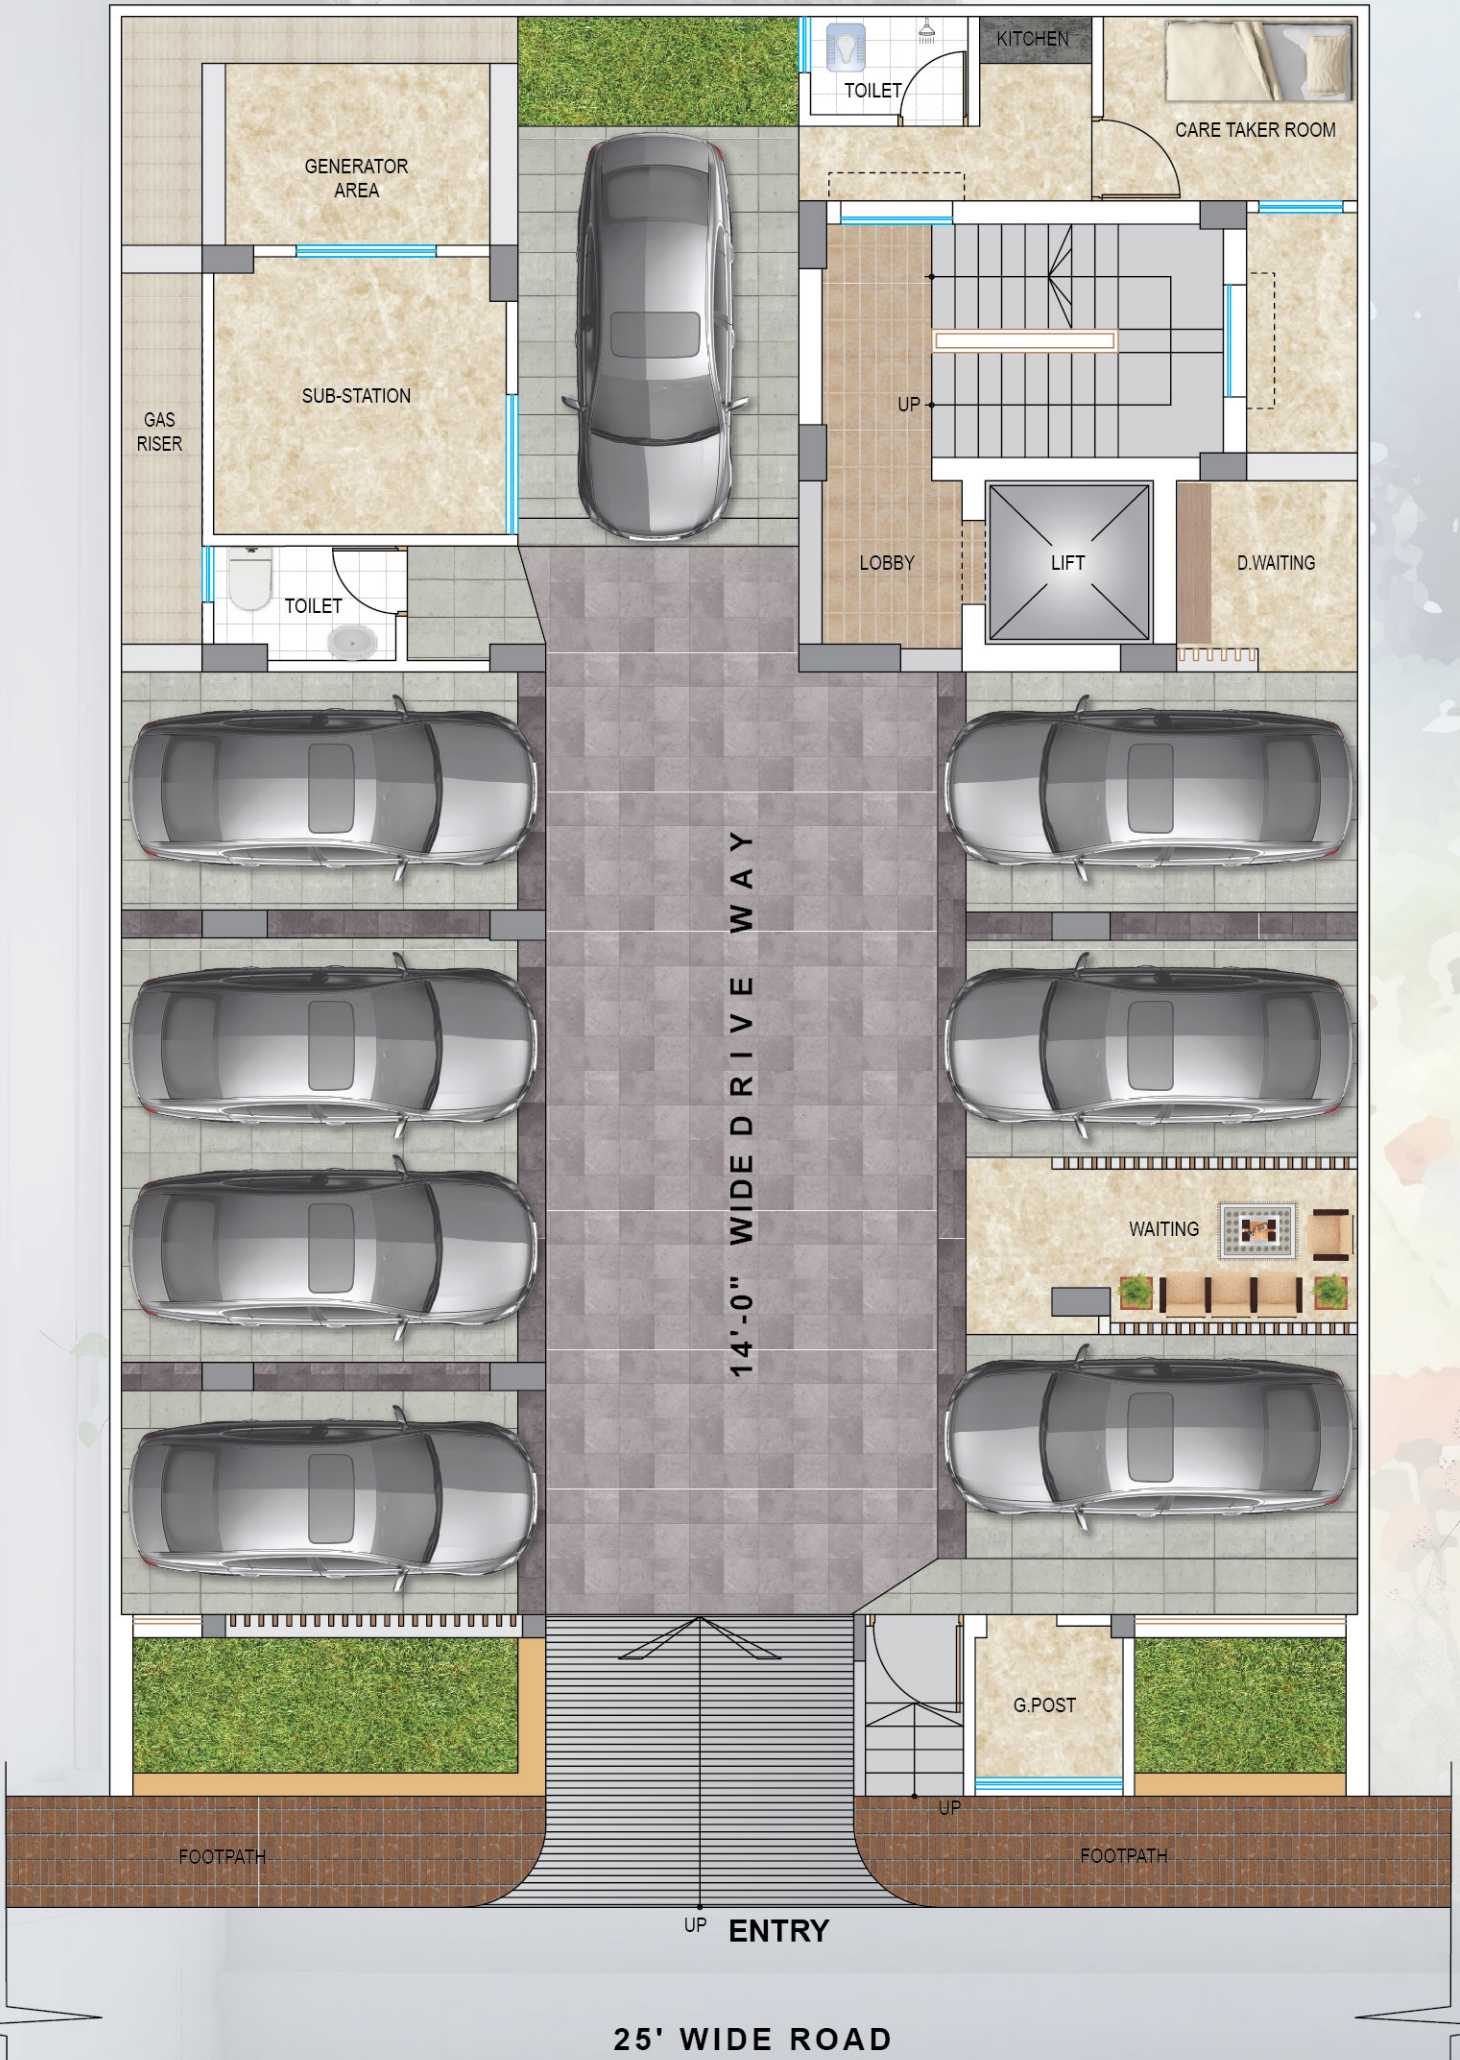 KITCHEN
TOILET
CARE TAKER ROOM
GENERATOR
AREA
SUB-STATION
UP
GAS
RISER
LOBBY
LIFT
D.WAITING
TOILET
14'-0" WIDE DRIVE WAY
WAITING
G.POST
UP
FOOTPATH
FOOTPATH
UP ENTRY
25' WIDE ROAD